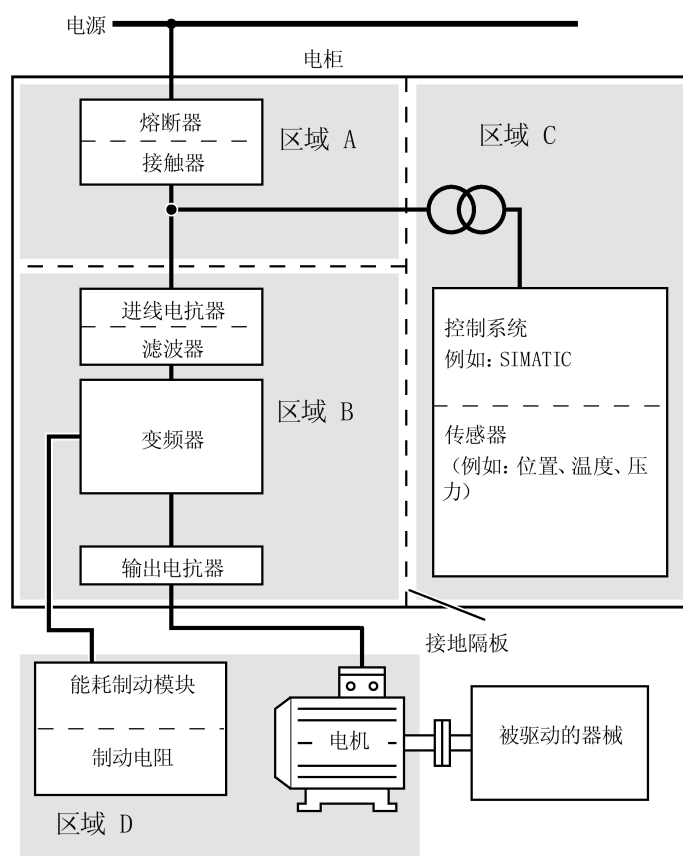 电源
电柜
熔断器
接触器
区域 A
区域 C
进线电抗器
滤波器
控制系统
例如：SIMATIC
区域 B
变频器
传感器
（例如：位置、温度、压
力）
输出电抗器
接地隔板
能耗制动模块
制动电阻
电机
被驱动的器械
区域 D